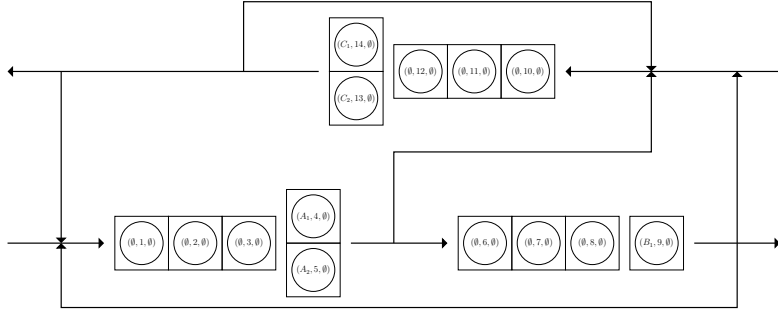 (C₁, 14, ∅)
(C₂, 13, ∅)
(∅, 12, ∅) (∅, 11, ∅) (∅, 10, ∅)
(∅, 1, ∅) (∅, 2, ∅) (∅, 3, ∅)
(A₁, 4, ∅)
(A₂, 5, ∅)
(∅, 6, ∅) (∅, 7, ∅) (∅, 8, ∅) (B₁, 9, ∅)